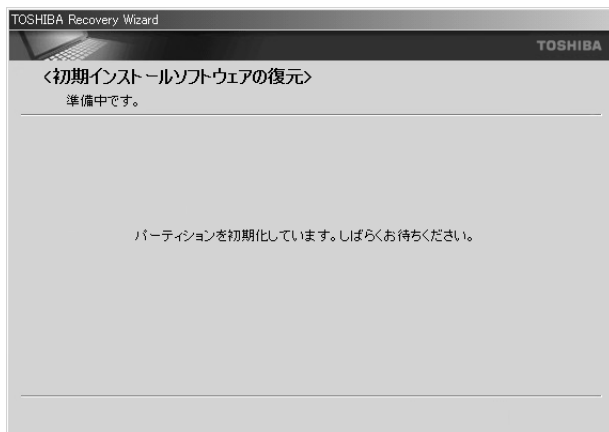 TOSHIBA Recovery Wizard
TOSHIBA
<初期インストールソフトウェアの復元>
準備中です。
パーティションを初期化しています。しばらくお待ちください。